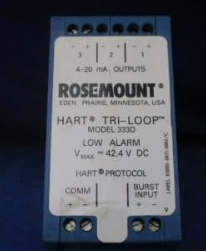 - + - + - +
3 2 1
4-20 mA OUTPUTS
ROSEMOUNT®
EDEN PRAIRIE, MINNESOTA, USA
HART® TRI-LOOP™
MODEL 333D
LOW ALARM
VMAX = 42.4 V DC
HART® PROTOCOL
COMM BURST INPUT
+ -